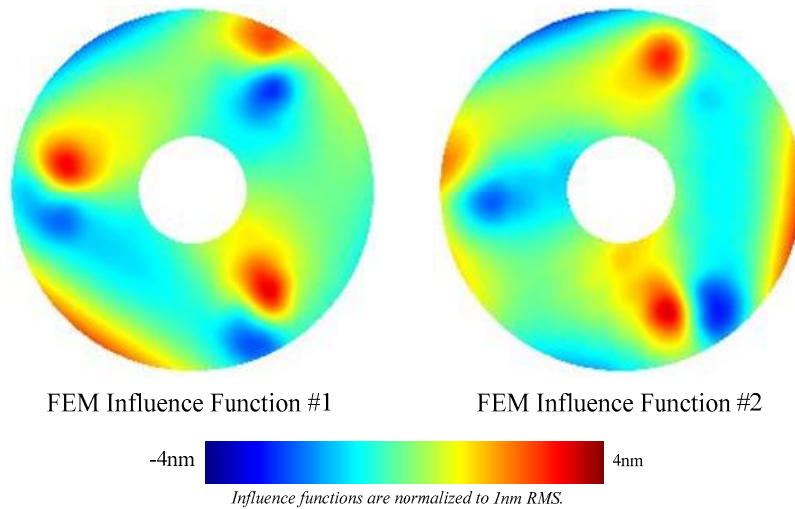 FEM Influence Function #1
FEM Influence Function #2
-4nm
4nm
Influence functions are normalized to 1nm RMS.